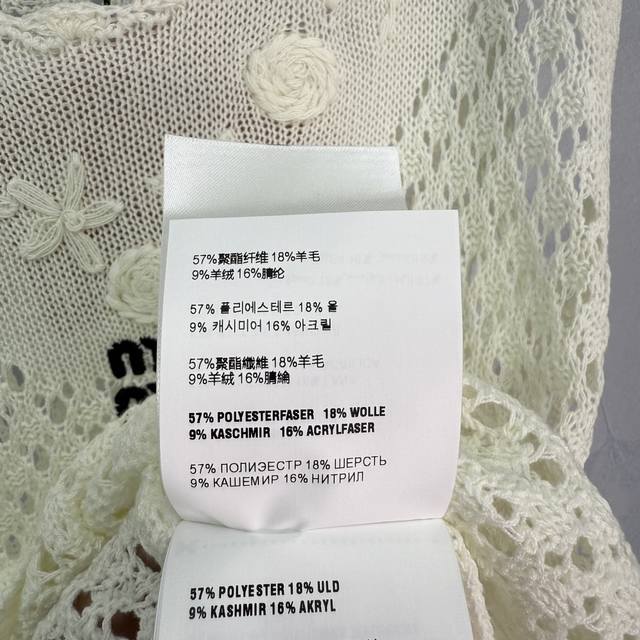 57%聚酯纤维 18%羊毛
9%羊绒 16%腈纶
57% 폴리에스테르 18% 울
9% 캐시미어 16% 아크릴
57%聚酯纖維 18%羊毛
9%羊絨 16%腈綸
57% POLYESTERFASER 18% WOLLE
9% KASCHMIR 16% ACRYLFASER
57% ПОЛИЭЕСТР 18% ШЕРСТЬ
9% КАШЕМИР 16% НИТРИЛ
57% POLYESTER 18% ULD
9% KASHMIR 16% AKRYL